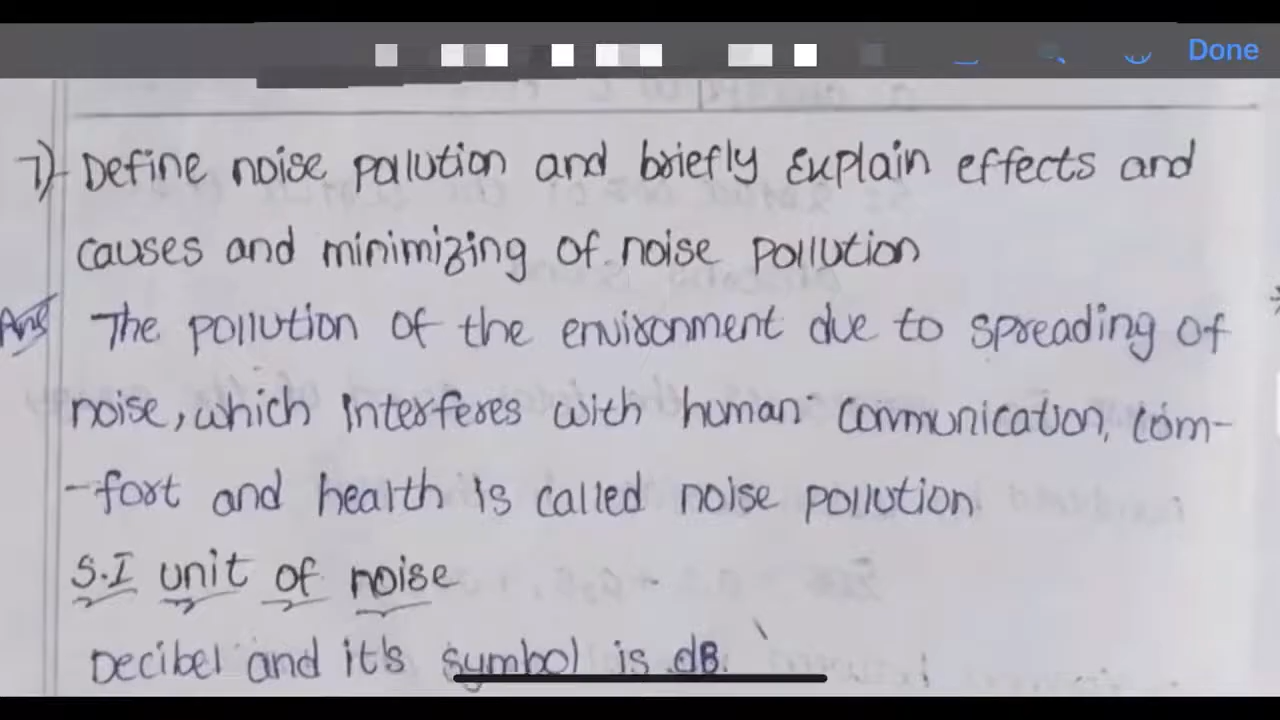 Done
7) Define noise pallution and briefly Explain effects and
causes and minimizing of noise pollution
Ans The pollution of the environment due to spreading of
noise, which interferes with human communication, com-
-fort and health is called noise pollution
S.I unit of noise
Decibel and it's symbol is dB.